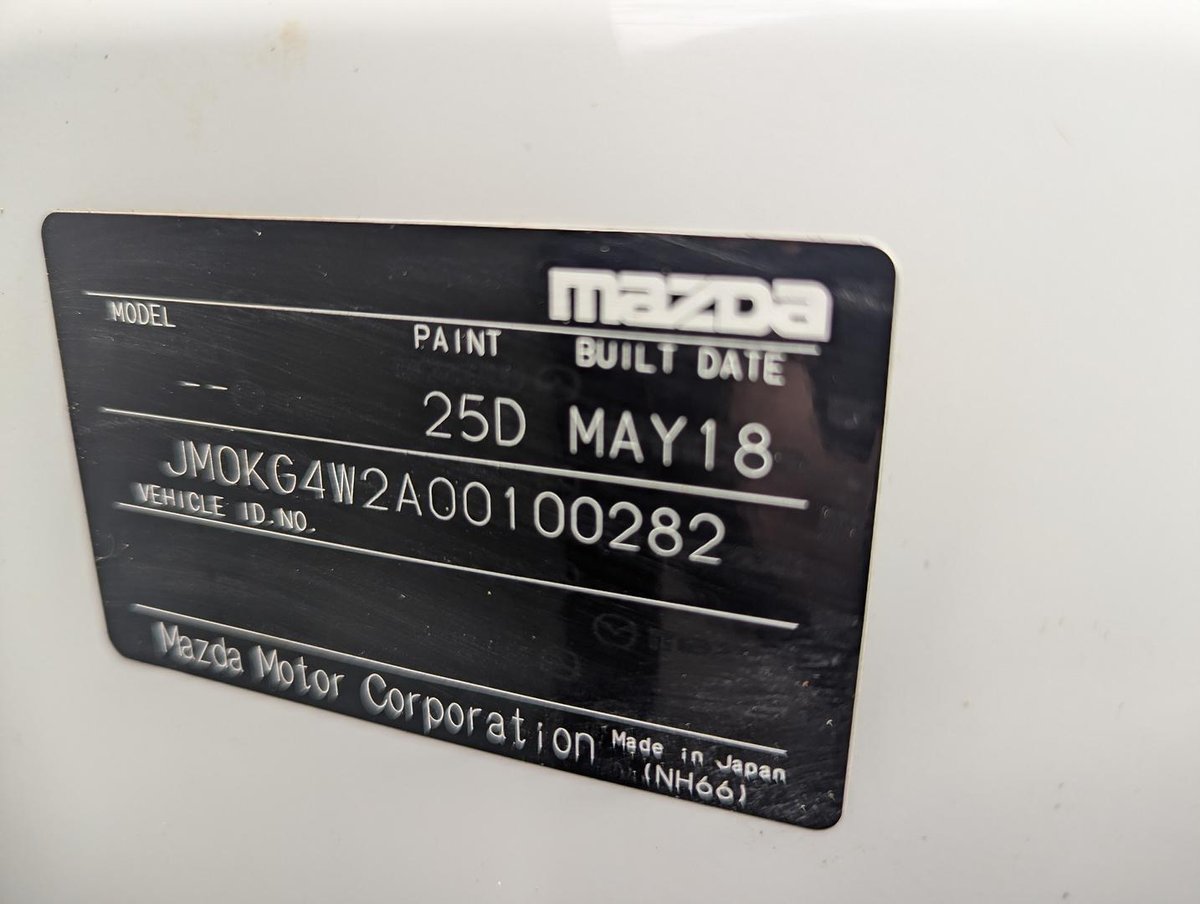 mazda
MODEL PAINT BUILT DATE
-- 25D MAY18
JM0KG4W2A00100282
VEHICLE ID.NO.
Mazda Motor Corporation Made in Japan
(NH66)